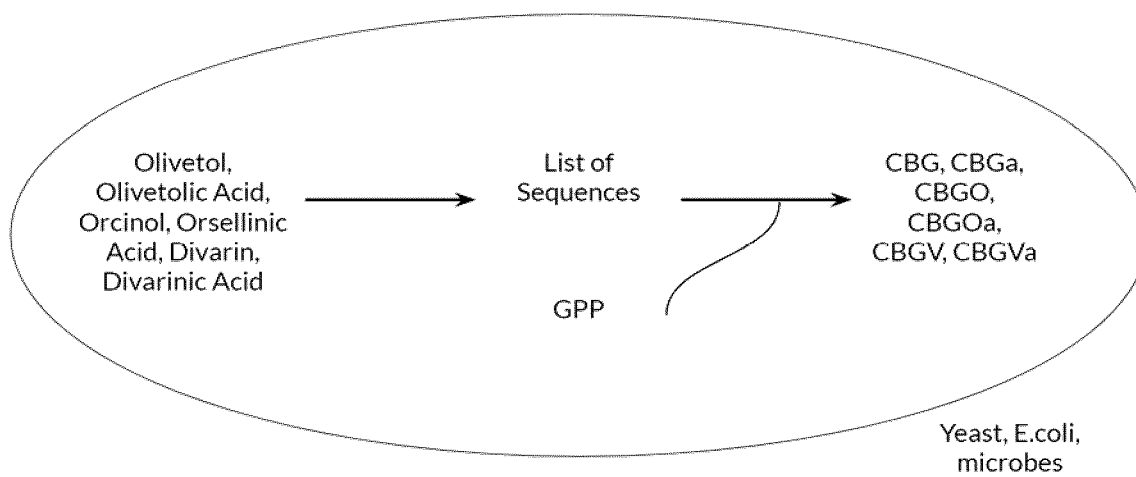 Olivetol,
Olivetolic Acid,
Orcinol, Orsellinic
Acid, Divarin,
Divarinic Acid
List of
Sequences
GPP
CBG, CBGa,
CBGO,
CBGOa,
CBGV, CBGVa
Yeast, E.coli,
microbes